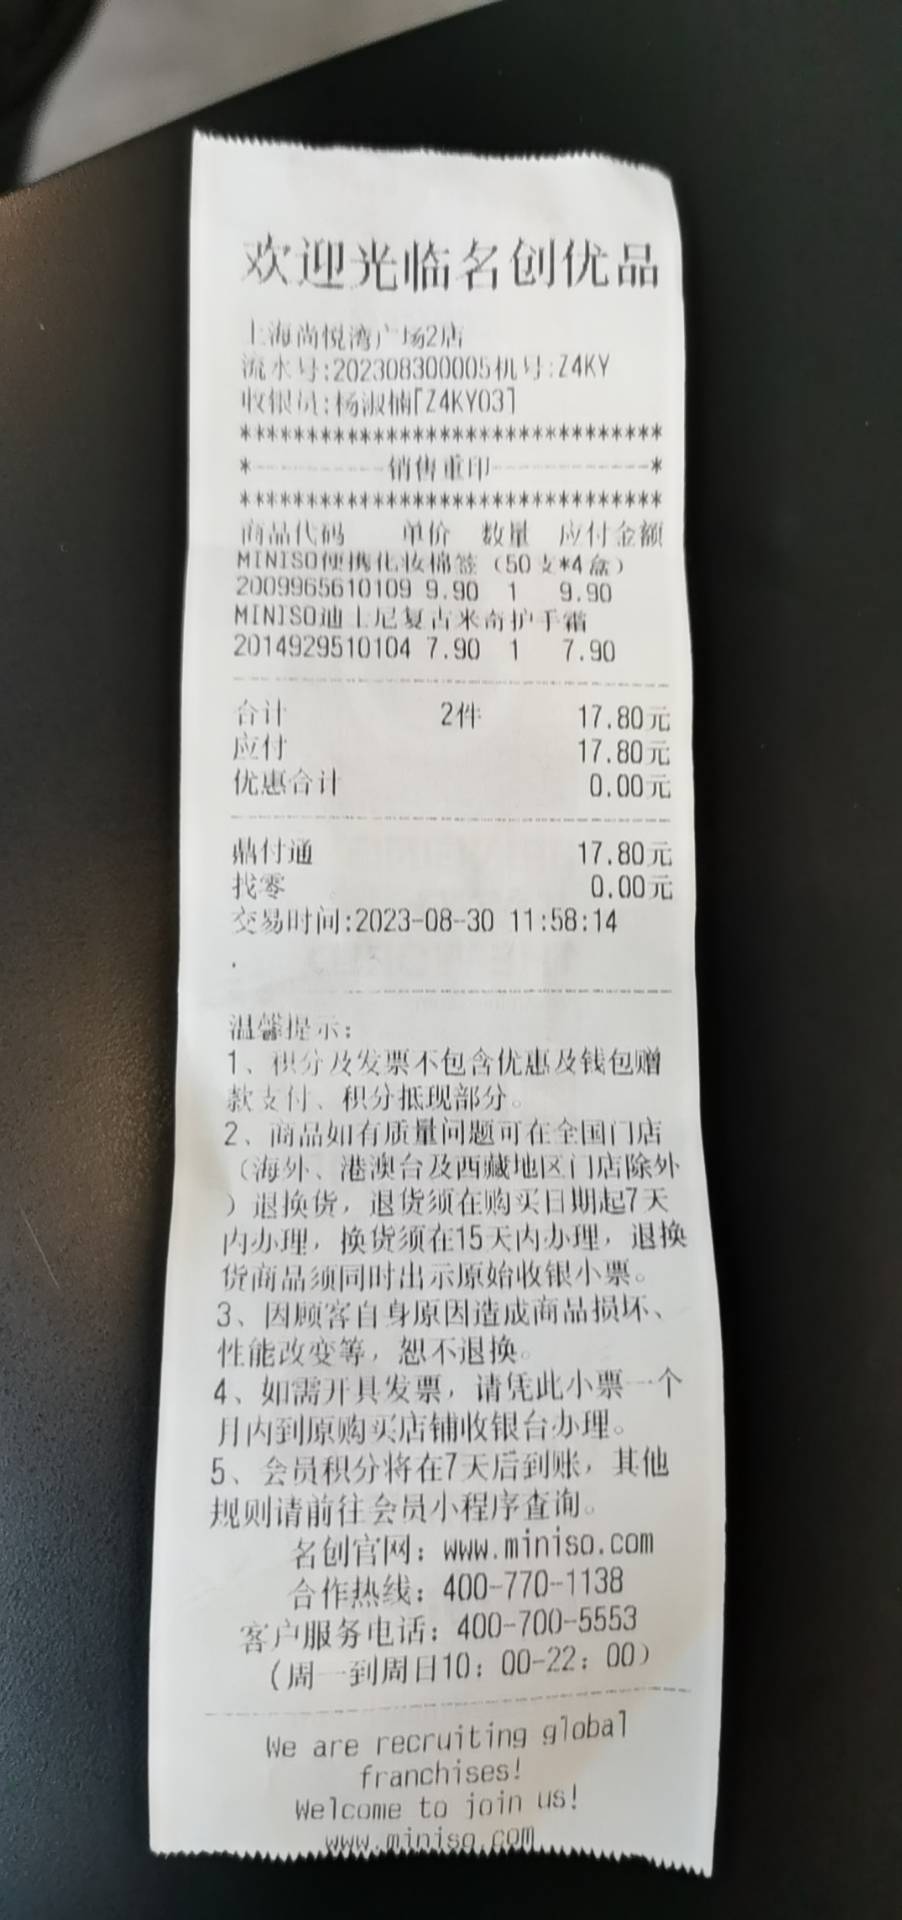 欢迎光临名创优品
上海尚悦湾广场2店
流水号:202308300005机号:Z4KY
收银员:杨淑楠[Z4KY03]
********************************
*------------销售重印------------*
********************************
商品代码 单价 数量 应付金额
MINISO便携化妆棉签（50支*4盒）
2009965610109 9.90 1 9.90
MINISO迪士尼复古米奇护手霜
2014929510104 7.90 1 7.90
合计 2件 17.80元
应付 17.80元
优惠合计 0.00元
鼎付通 17.80元
找零 0.00元
交易时间:2023-08-30 11:58:14
.
温馨提示:
1、积分及发票不包含优惠及钱包赠
款支付、积分抵现部分。
2、商品如有质量问题可在全国门店
（海外、港澳台及西藏地区门店除外
）退换货，退货须在购买日期起7天
内办理，换货须在15天内办理，退换
货商品须同时出示原始收银小票。
3、因顾客自身原因造成商品损坏、
性能改变等，恕不退换。
4、如需开具发票，请凭此小票一个
月内到原购买店铺收银台办理。
5、会员积分将在7天后到账，其他
规则请前往会员小程序查询。
名创官网：www.miniso.com
合作热线：400-770-1138
客户服务电话：400-700-5553
(周一到周日10：00-22：00)
We are recruiting global
franchises!
Welcome to join us!
www.miniso.com